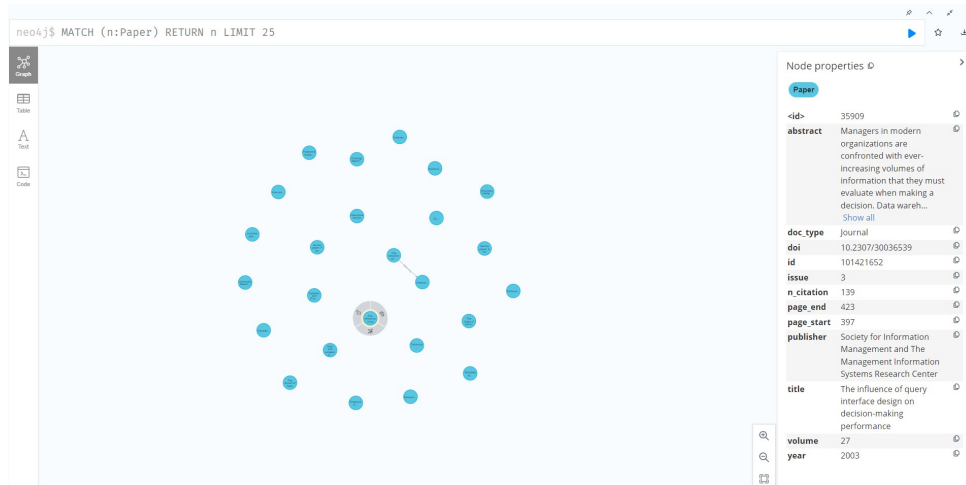 neo4j$ MATCH (n:Paper) RETURN n LIMIT 25
Graph
Table
Text
Code
Node properties
Paper
<id> 35909
abstract Managers in modern
organizations are
confronted with ever-
increasing volumes of
information that they must
evaluate when making a
decision. Data wareh...
Show all
doc_type Journal
doi 10.2307/30036539
id 101421652
issue 3
n_citation 139
page_end 423
page_start 397
publisher Society for Information
Management and The
Management Information
Systems Research Center
title The influence of query
interface design on
decision-making
performance
volume 27
year 2003